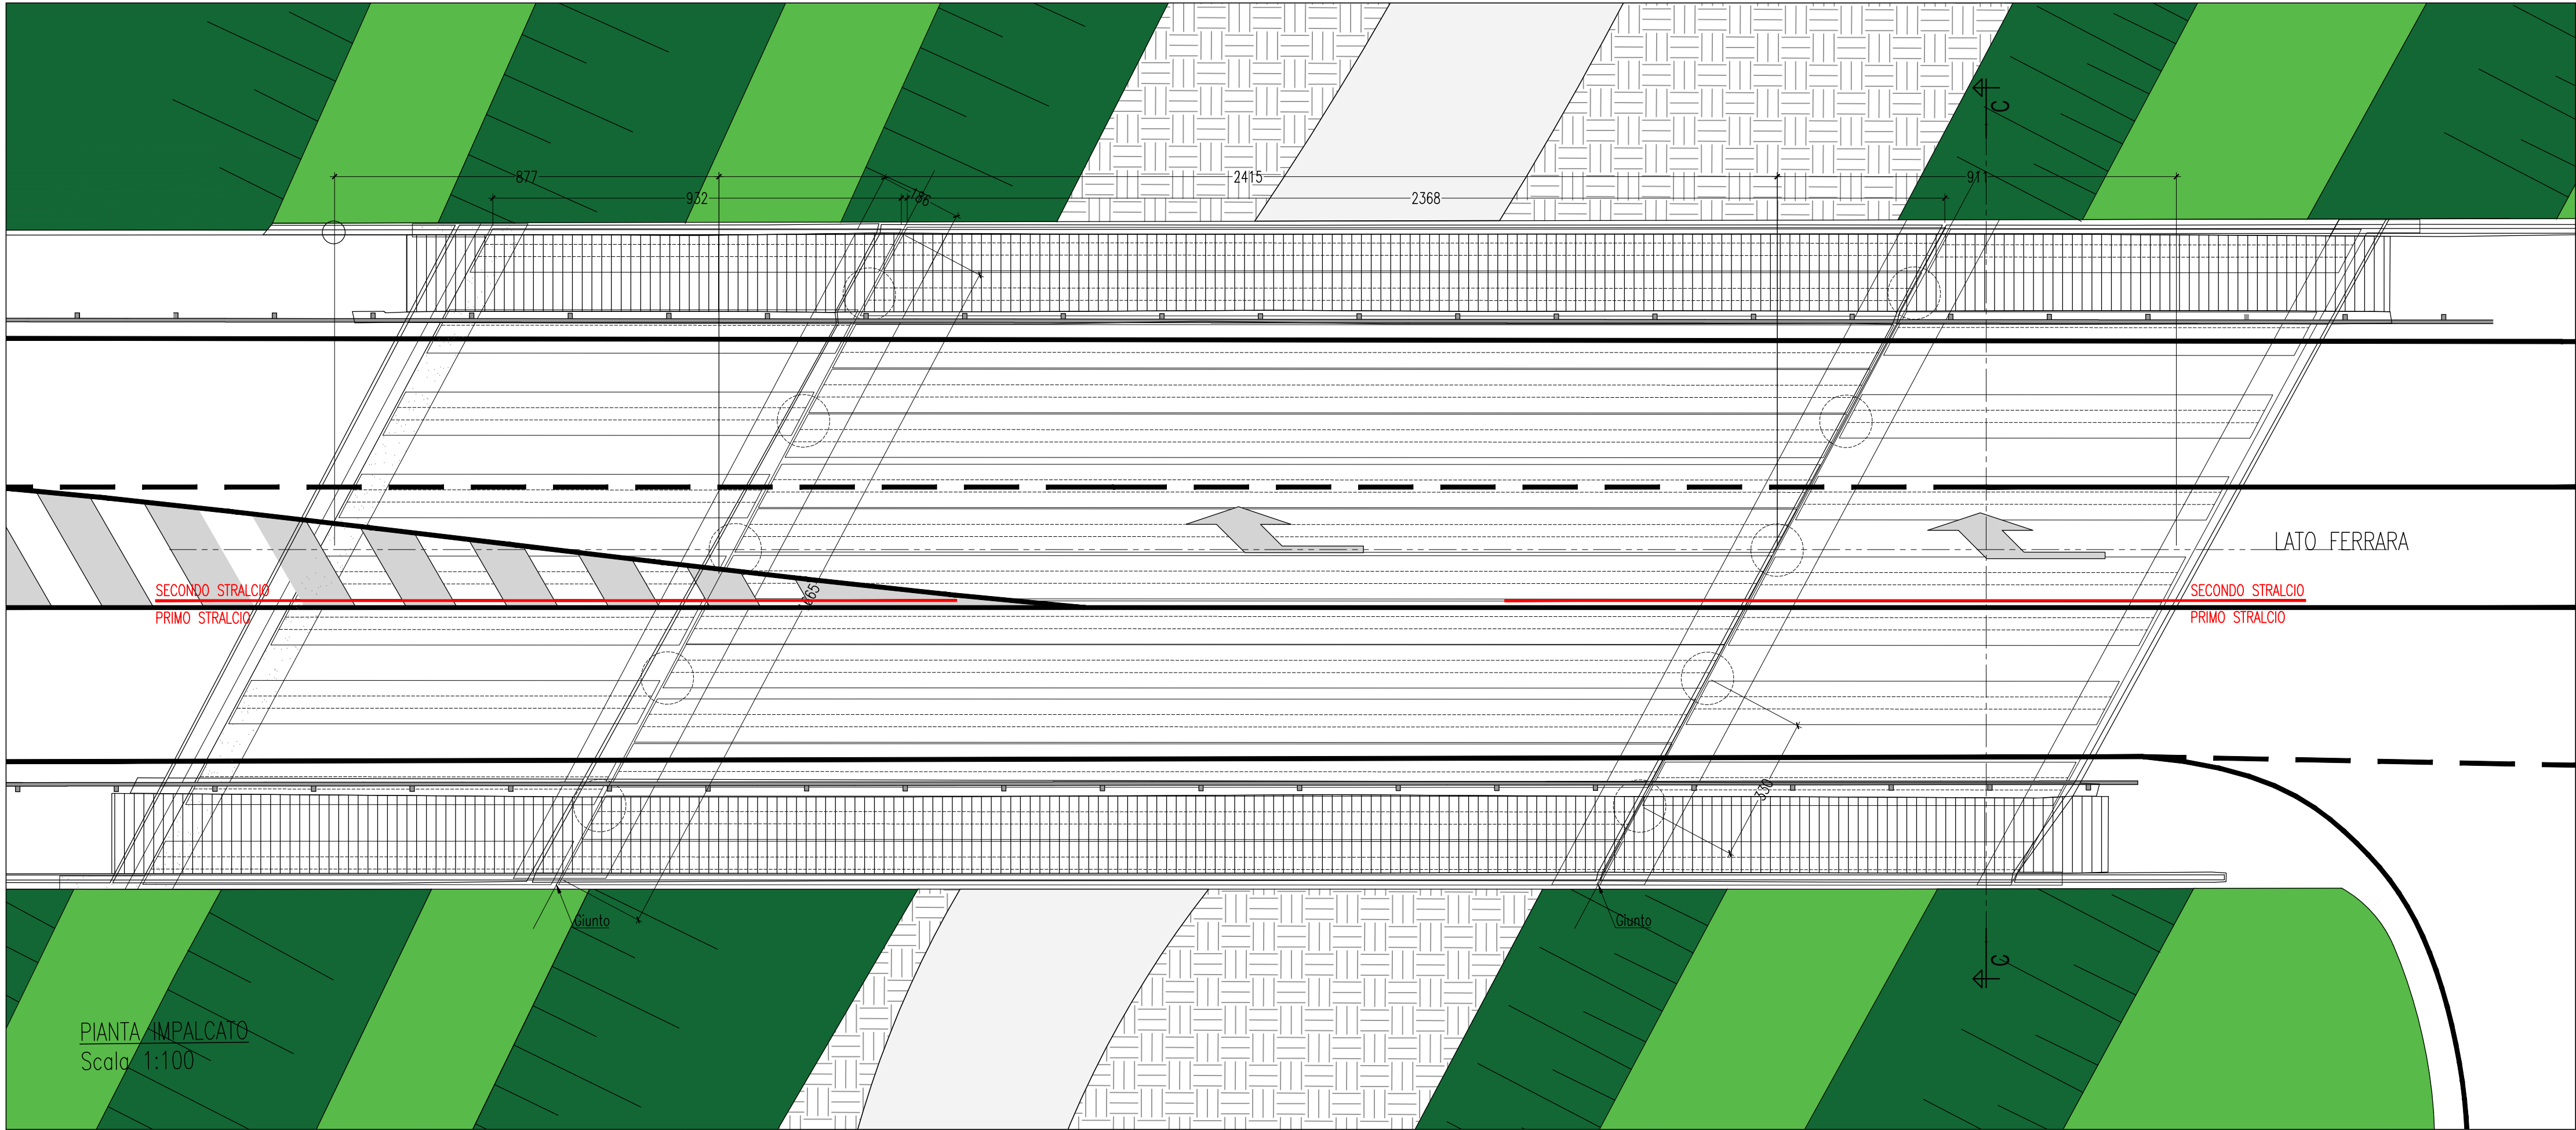 C
877
2415
911
932
786
2368
LATO FERRARA
SECONDO STRALCIO
PRIMO STRALCIO
SECONDO STRALCIO
PRIMO STRALCIO
330
Giunto
Giunto
C
PIANTA IMPALCATO
Scala 1:100